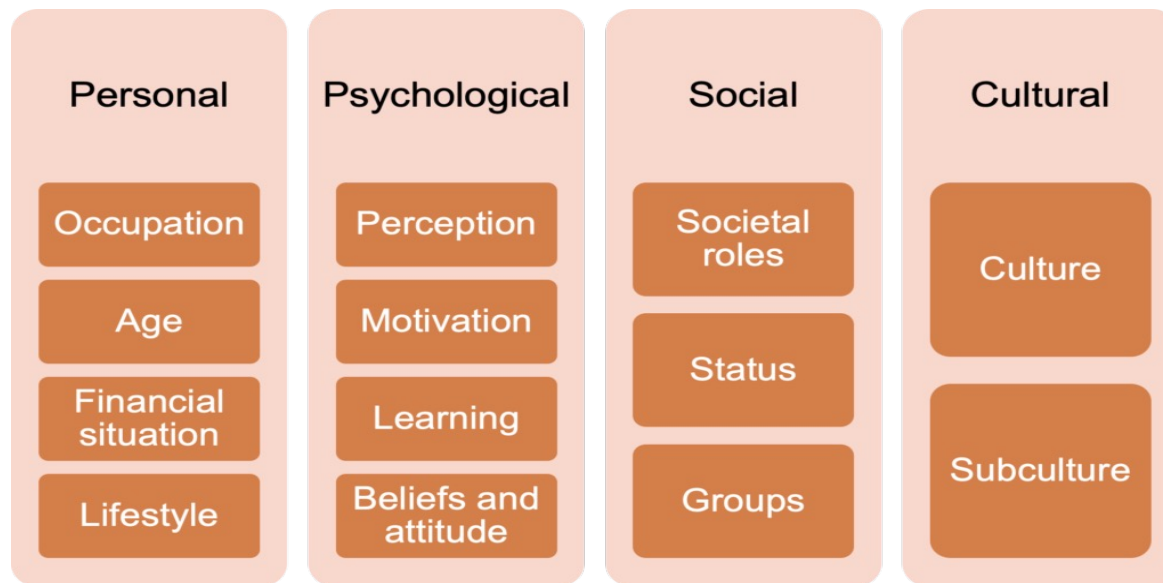 Personal
Occupation
Age
Financial
situation
Lifestyle
Psychological
Perception
Motivation
Learning
Beliefs and
attitude
Social
Societal
roles
Status
Groups
Cultural
Culture
Subculture